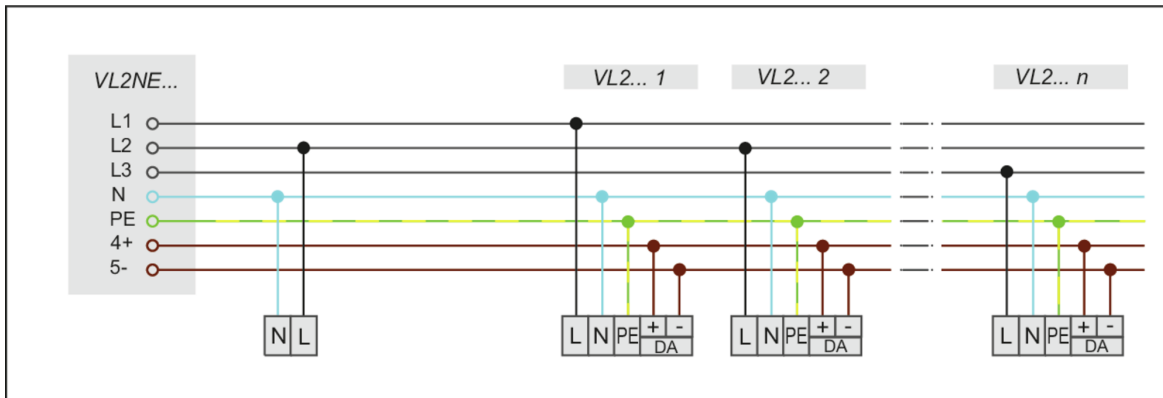 VL2NE... VL2... 1 VL2... 2 VL2... n
L1
L2
L3
N
PE
4+
5-
N L L N PE + - L N PE + - L N PE + -
DA DA DA